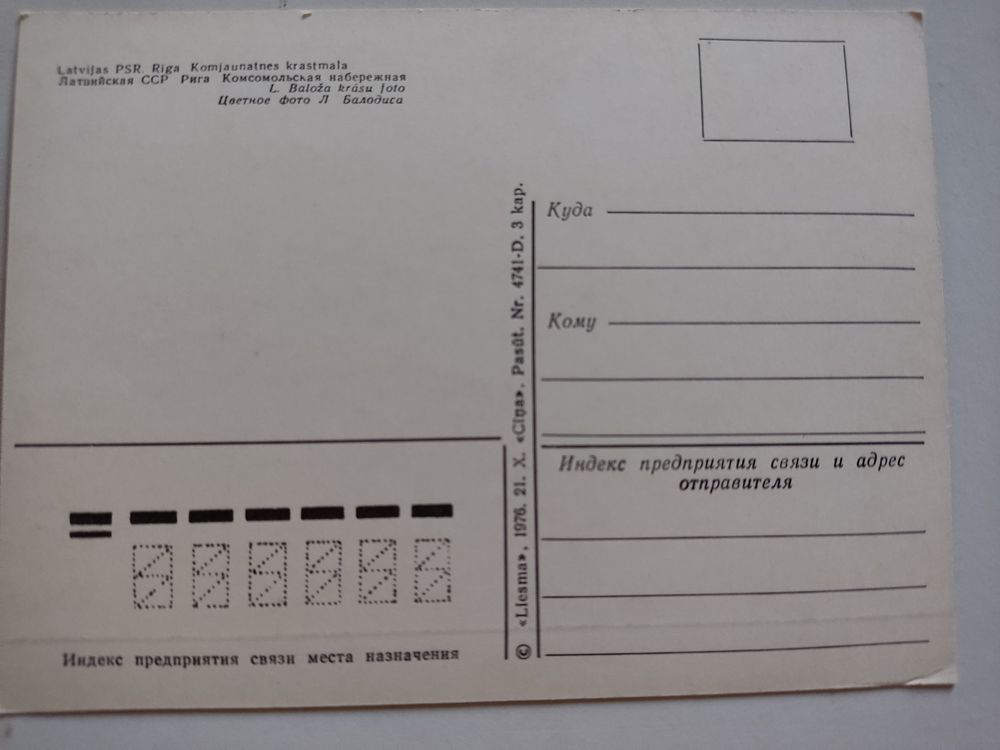 Latvijas PSR. Rīga Komjaunatnes krastmala
Латвийская ССР Рига Комсомольская набережная
L. Baloža krāsu foto
Цветное фото Л Балодиса
© «Liesma», 1976. 21. X. «Cīņa». Pasūt. Nr. 4741-D. 3 kap.
Куда
Кому
Индекс предприятия связи и адрес
отправителя
Индекс предприятия связи места назначения